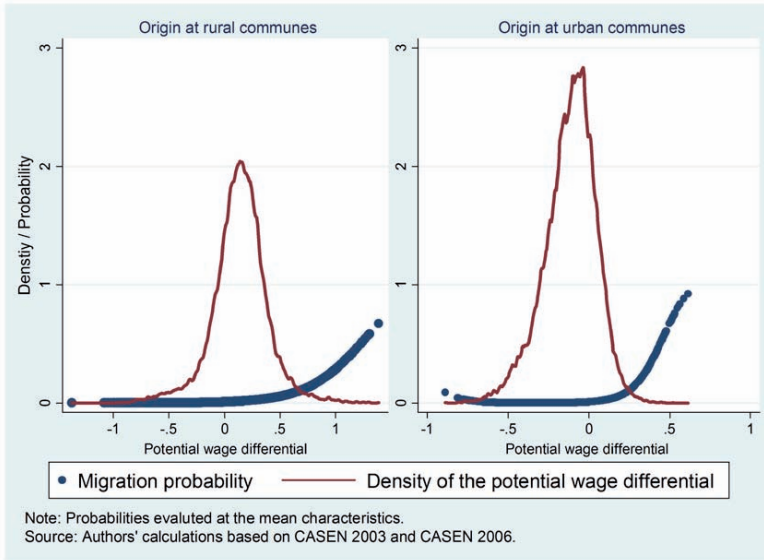 Origin at rural communes
Origin at urban communes
Denstiy / Probability
3
2
1
0
-1
-.5
0
.5
1
Potential wage differential
3
2
1
0
-1
-.5
0
.5
1
Potential wage differential
Migration probability
Density of the potential wage differential
Note: Probabilities evaluted at the mean characteristics.
Source: Authors' calculations based on CASEN 2003 and CASEN 2006.